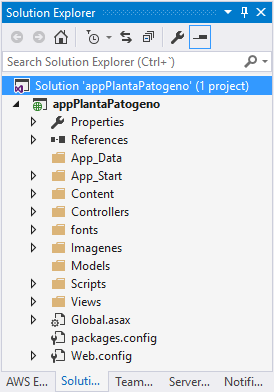 Solution Explorer
Search Solution Explorer (Ctrl+`)
Solution 'appPlantaPatogeno' (1 project)
appPlantaPatogeno
Properties
References
App_Data
App_Start
Content
Controllers
fonts
Imagenes
Models
Scripts
Views
Global.asax
packages.config
Web.config
AWS E... Soluti... Team... Server... Notifi...